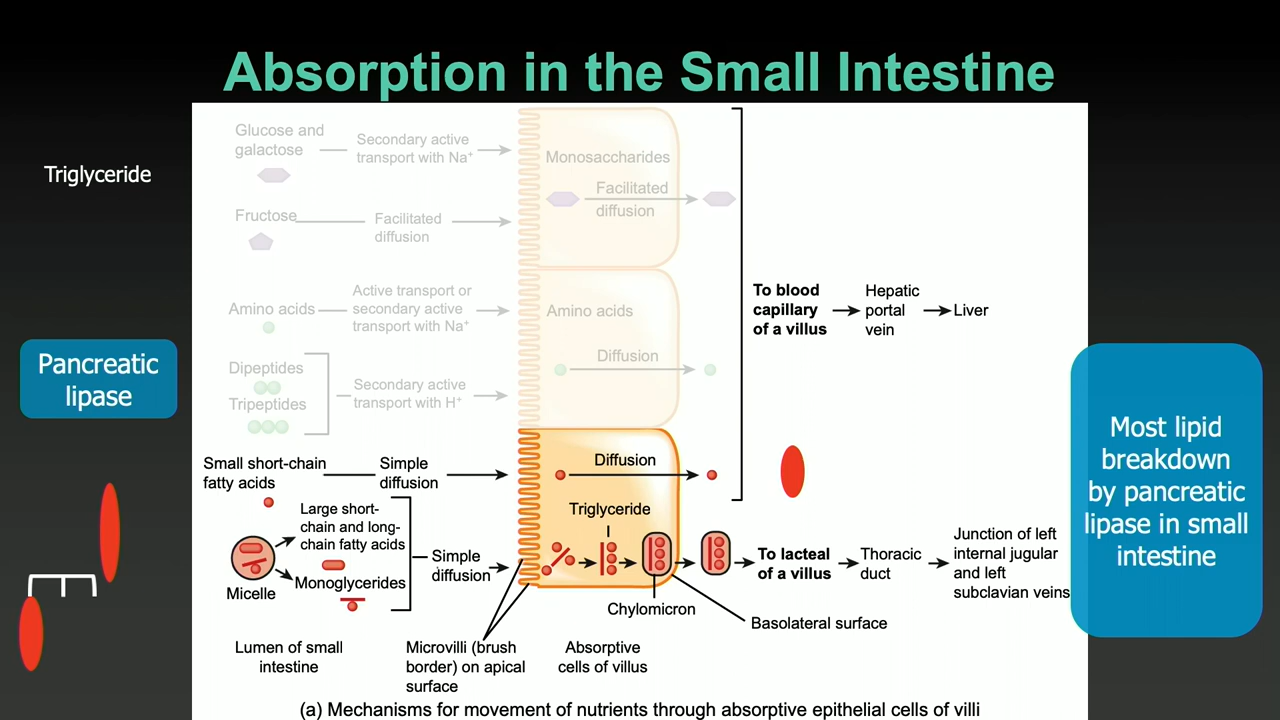 Absorption in the Small Intestine
Triglyceride
Pancreatic
lipase
Glucose and
galactose
Secondary active
transport with Na⁺
Monosaccharides
Facilitated
diffusion
Fructose
Facilitated
diffusion
Amino acids
Active transport or
secondary active
transport with Na⁺
Amino acids
Diffusion
Dipeptides
Tripeptides
Secondary active
transport with H⁺
To blood
capillary
of a villus
Hepatic
portal
vein
Liver
Small short-chain
fatty acids
Simple
diffusion
Diffusion
Triglyceride
Large short-
chain and long-
chain fatty acids
Micelle
Monoglycerides
Simple
diffusion
Chylomicron
To lacteal
of a villus
Thoracic
duct
Junction of left
internal jugular
and left
subclavian veins
Basolateral surface
Lumen of small
intestine
Microvilli (brush
border) on apical
surface
Absorptive
cells of villus
(a) Mechanisms for movement of nutrients through absorptive epithelial cells of villi
Most lipid
breakdown
by pancreatic
lipase in small
intestine